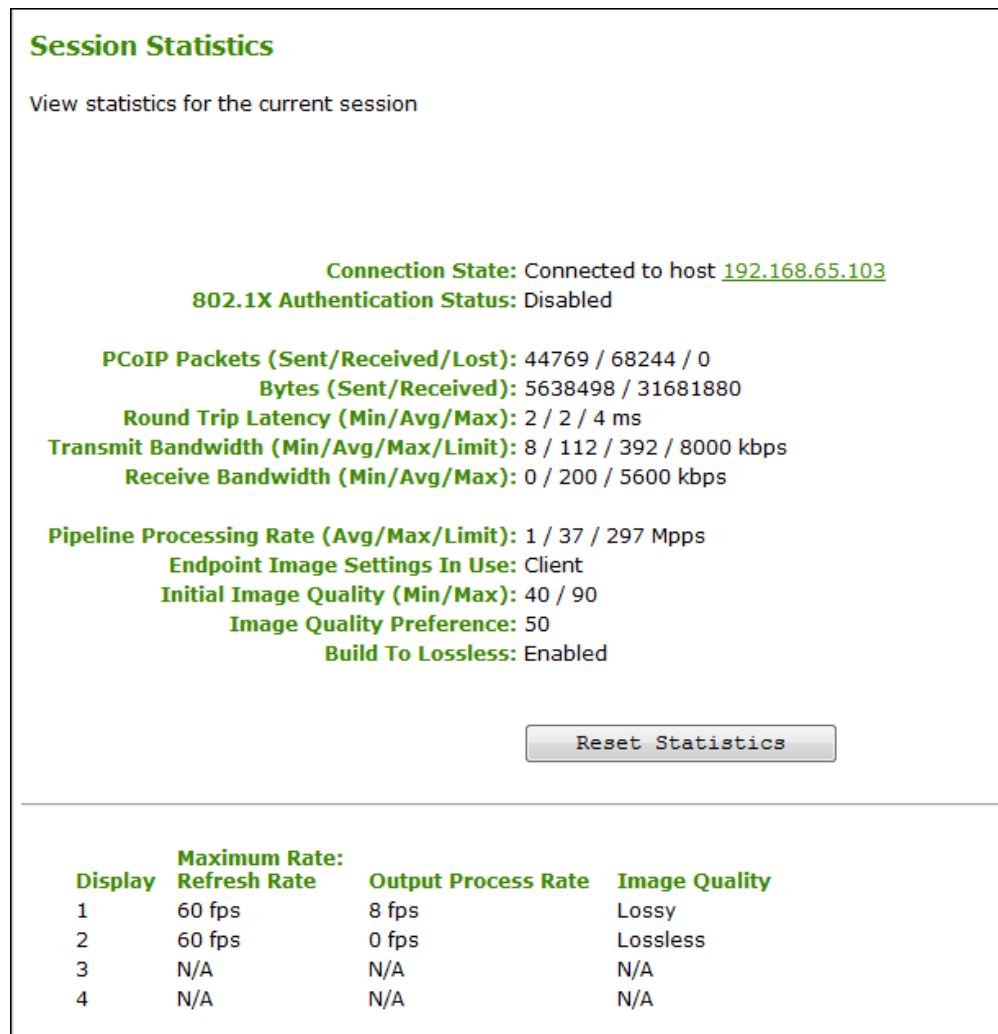 Session Statistics
View statistics for the current session
Connection State: Connected to host 192.168.65.103
802.1X Authentication Status: Disabled
PCoIP Packets (Sent/Received/Lost): 44769 / 68244 / 0
Bytes (Sent/Received): 5638498 / 31681880
Round Trip Latency (Min/Avg/Max): 2 / 2 / 4 ms
Transmit Bandwidth (Min/Avg/Max/Limit): 8 / 112 / 392 / 8000 kbps
Receive Bandwidth (Min/Avg/Max): 0 / 200 / 5600 kbps
Pipeline Processing Rate (Avg/Max/Limit): 1 / 37 / 297 Mpps
Endpoint Image Settings In Use: Client
Initial Image Quality (Min/Max): 40 / 90
Image Quality Preference: 50
Build To Lossless: Enabled
Reset Statistics
Maximum Rate:
Display Refresh Rate Output Process Rate Image Quality
1 60 fps 8 fps Lossy
2 60 fps 0 fps Lossless
3 N/A N/A N/A
4 N/A N/A N/A